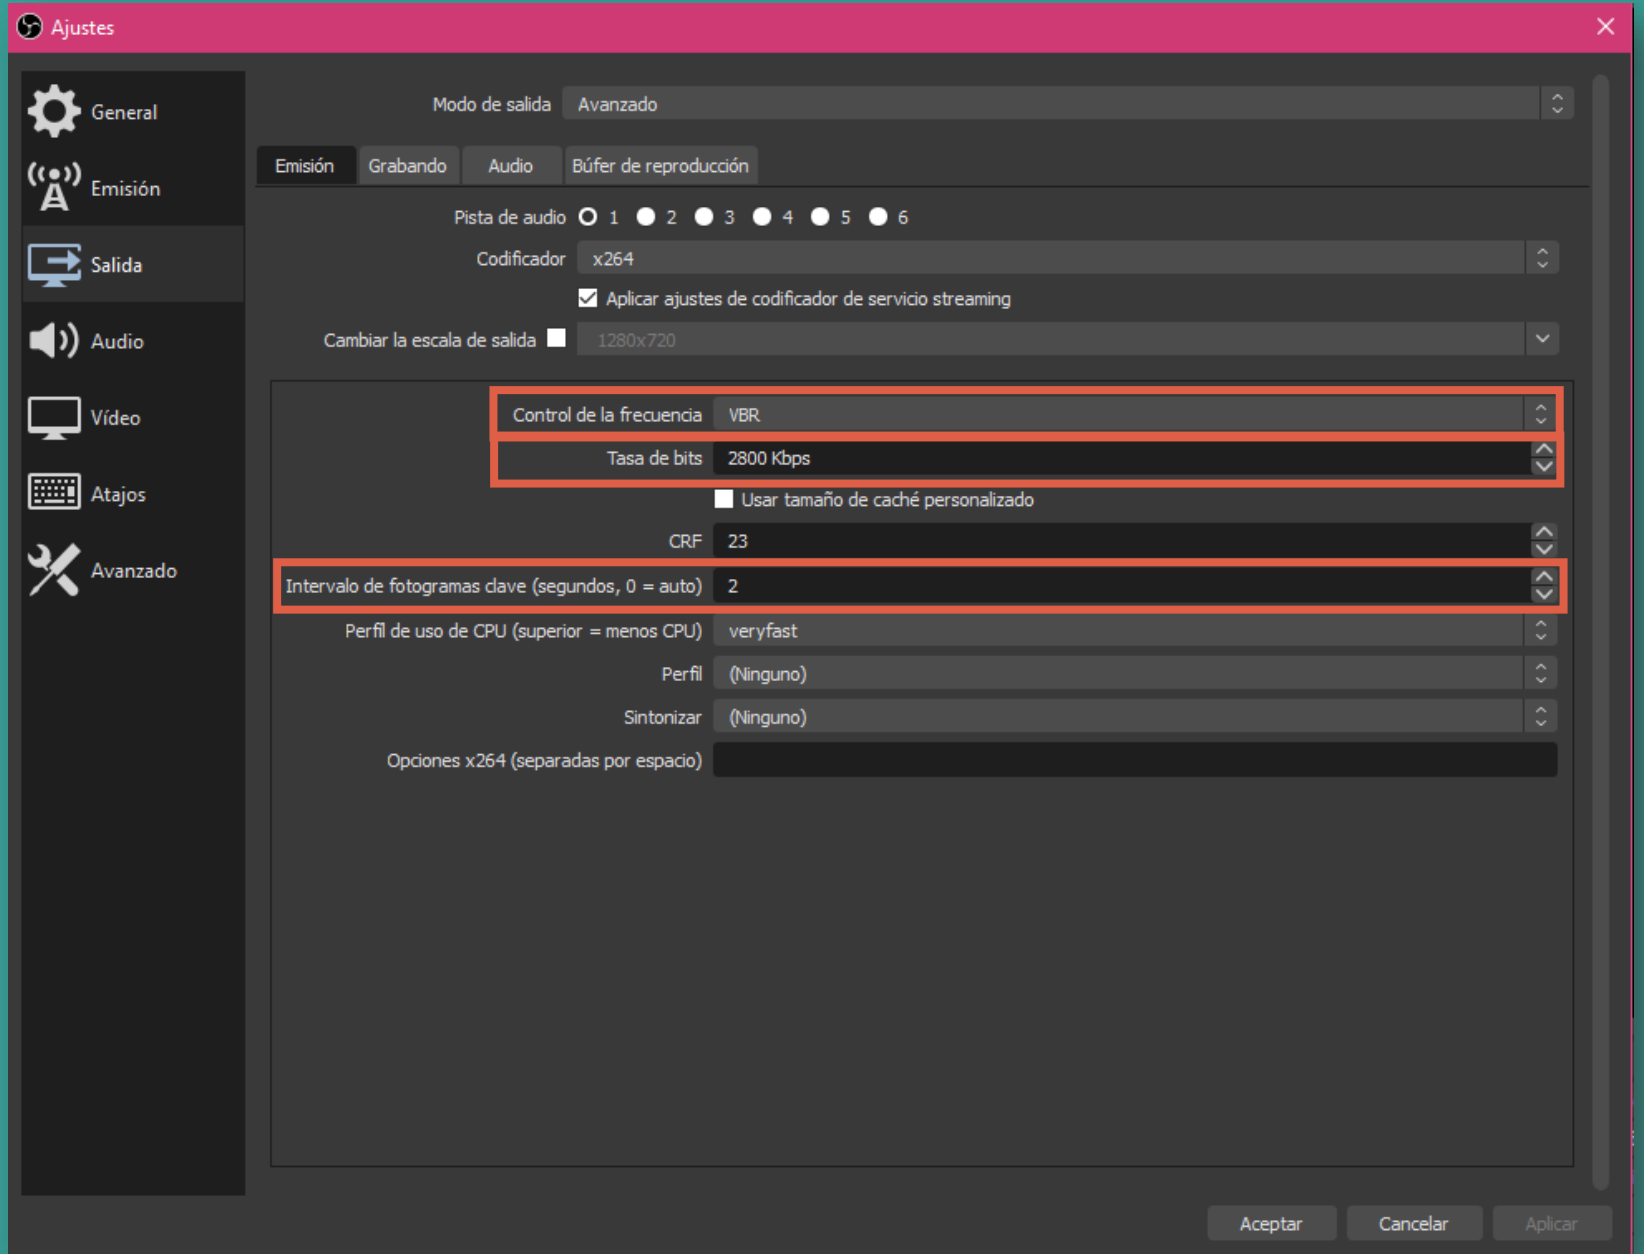 Ajustes
General
Emisión
Salida
Audio
Vídeo
Atajos
Avanzado
Modo de salida Avanzado
Emisión Grabando Audio Búfer de reproducción
Pista de audio 1 2 3 4 5 6
Codificador x264
Aplicar ajustes de codificador de servicio streaming
Cambiar la escala de salida 1280x720
Control de la frecuencia VBR
Tasa de bits 2800 Kbps
Usar tamaño de caché personalizado
CRF 23
Intervalo de fotogramas clave (segundos, 0 = auto) 2
Perfil de uso de CPU (superior = menos CPU) veryfast
Perfil (Ninguno)
Sintonizar (Ninguno)
Opciones x264 (separadas por espacio)
Aceptar Cancelar Aplicar